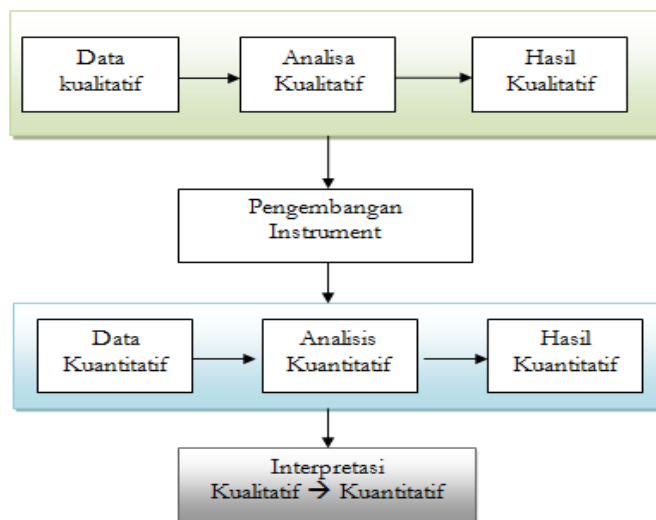 Data
kualitatif
Analisa
Kualitatif
Hasil
Kualitatif
Pengembangan
Instrument
Data
Kuantitatif
Analisis
Kuantitatif
Hasil
Kuantitatif
Interpretasi
Kualitatif → Kuantitatif